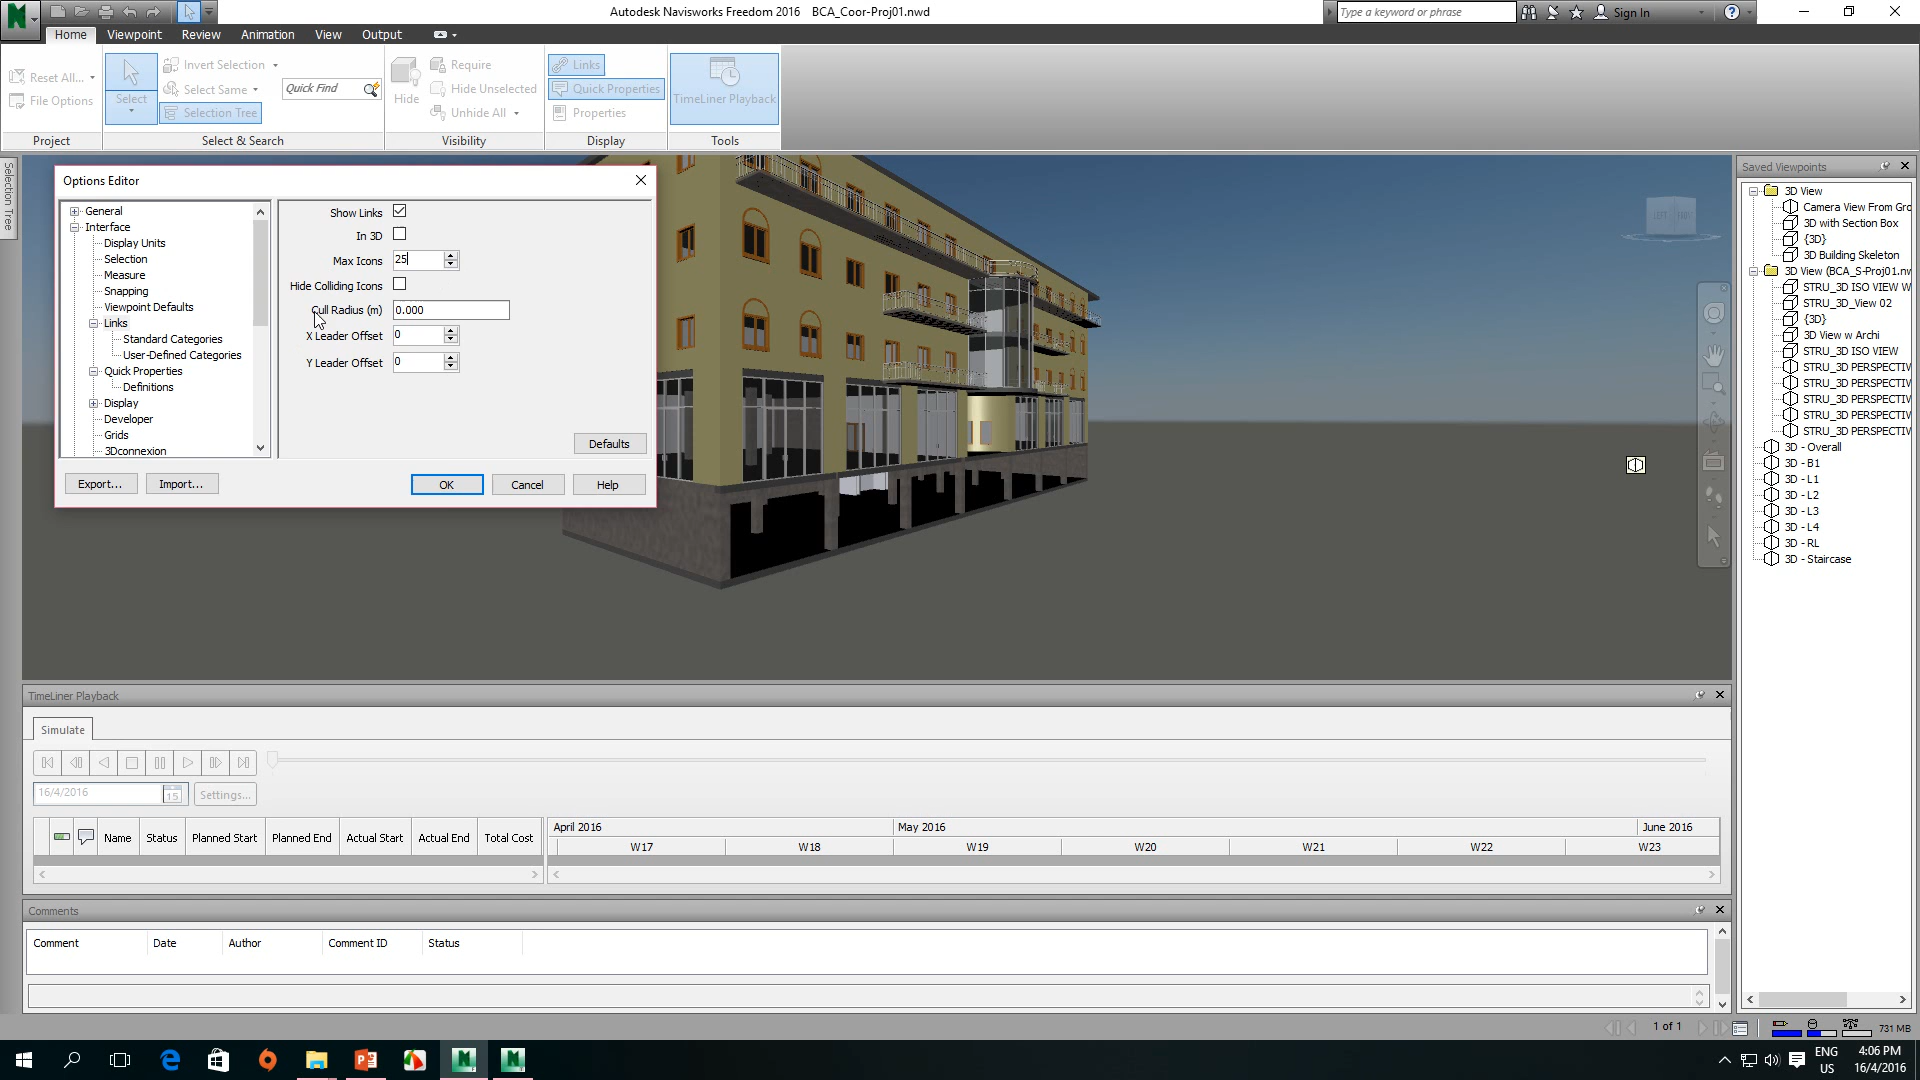 Autodesk Navisworks Freedom 2016 BCA_Coor-Proj01.nwd
Type a keyword or phrase
Sign In
Home Viewpoint Review Animation View Output
Reset All...
File Options
Project
Select
Invert Selection
Select Same
Selection Tree
Quick Find
Select & Search
Hide
Require
Hide Unselected
Unhide All
Visibility
Links
Quick Properties
Properties
Display
TimeLiner Playback
Tools
Selection Tree
Options Editor
General
Interface
Display Units
Selection
Measure
Snapping
Viewpoint Defaults
Links
Standard Categories
User-Defined Categories
Quick Properties
Definitions
Display
Developer
Grids
3Dconnexion
Show Links
In 3D
Max Icons 25
Hide Colliding Icons
Cull Radius (m) 0.000
X Leader Offset 0
Y Leader Offset 0
Defaults
Export... Import... OK Cancel Help
LEFT
Saved Viewpoints
3D View
Camera View From Gro
3D with Section Box
{3D}
3D Building Skeleton
3D View (BCA_S-Proj01.nw
STRU_3D ISO VIEW W
STRU_3D_View 02
{3D}
3D View w Archi
STRU_3D ISO VIEW
STRU_3D PERSPECTIV
STRU_3D PERSPECTIV
STRU_3D PERSPECTIV
STRU_3D PERSPECTIV
STRU_3D PERSPECTIV
3D - Overall
3D - B1
3D - L1
3D - L2
3D - L3
3D - L4
3D - RL
3D - Staircase
TimeLiner Playback
Simulate
16/4/2016 15 Settings...
Name Status Planned Start Planned End Actual Start Actual End Total Cost
April 2016 May 2016 June 2016
W17 W18 W19 W20 W21 W22 W23
Comments
Comment Date Author Comment ID Status
1 of 1
731 MB
ENG
US
4:06 PM
16/4/2016